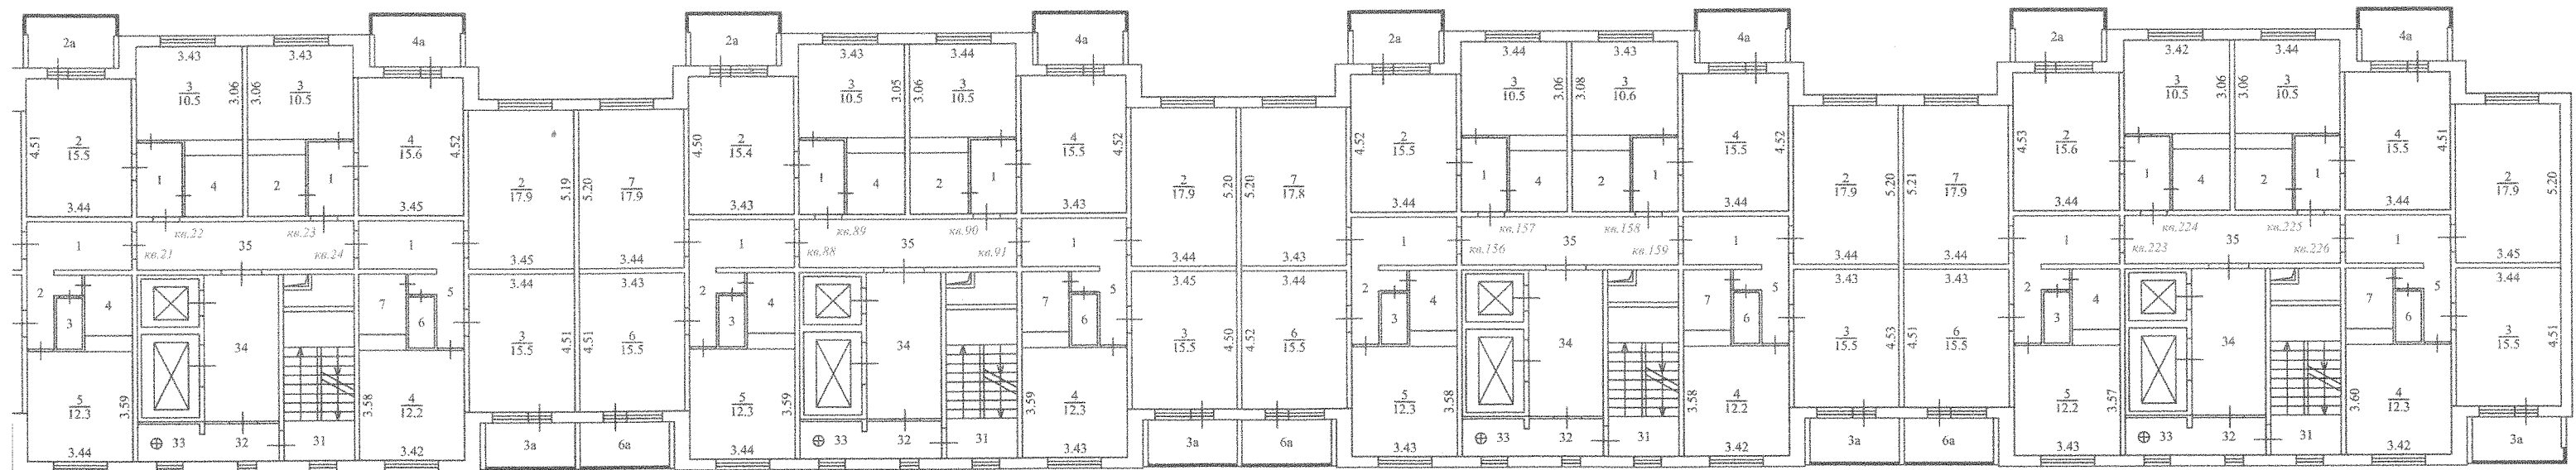 2а 4а 2а 4а 2а 4а 2а 4а
3.43 3.43 3.43 3.44 3.44 3.43 3.42 3.44
3 3 3 3 3 3 3 3
10.5 3.06 3.06 10.5 10.5 3.05 3.06 10.5 10.5 3.06 3.08 10.6 10.5 3.06 3.06 10.5
4.51 2 4 4.52 4.50 2 4 4.52 4.52 2 4 4.52 4.53 2 4 4.51
15.5 15.6 15.4 15.5 15.5 15.5 15.6 15.5
1 4 2 1 2 5.19 5.20 7 1 4 2 1 2 5.20 5.20 7 1 4 2 1 2 5.20 5.21 7 1 4 2 1 2 5.20
17.9 17.9 17.9 17.8 17.9 17.9 17.9
3.44 3.45 3.43 3.43 3.44 3.44 3.44 3.44
кв.22 кв.23 кв.89 кв.90 кв.157 кв.158 кв.224 кв.225
1 35 1 1 35 1 1 35 1 1 35 1
кв.21 кв.24 кв.88 кв.91 кв.156 кв.159 кв.223 кв.226
3.45 3.44 3.44 3.43 3.44 3.44 3.45
3.44 3.43 3.45 3.44 3.43 3.43 3.44
2 4 7 5 2 4 7 5 2 4 7 5 2 4 7 5
3 6 3 6 3 6 3 6
34 3 4.51 4.51 6 34 3 4.50 4.52 6 34 3 4.53 4.51 6 34 3 4.51
15.5 15.5 15.5 15.5 15.5 15.5 15.5
5 3.59 3.58 4 5 3.59 3.59 4 5 3.58 3.58 4 5 3.57 3.60 4
12.3 12.2 12.3 12.3 12.3 12.2 12.2 12.3
33 32 31 3а 6а 33 32 31 3а 6а 33 32 31 3а 6а 33 32 31 3а
3.44 3.42 3.44 3.43 3.43 3.42 3.43 3.42